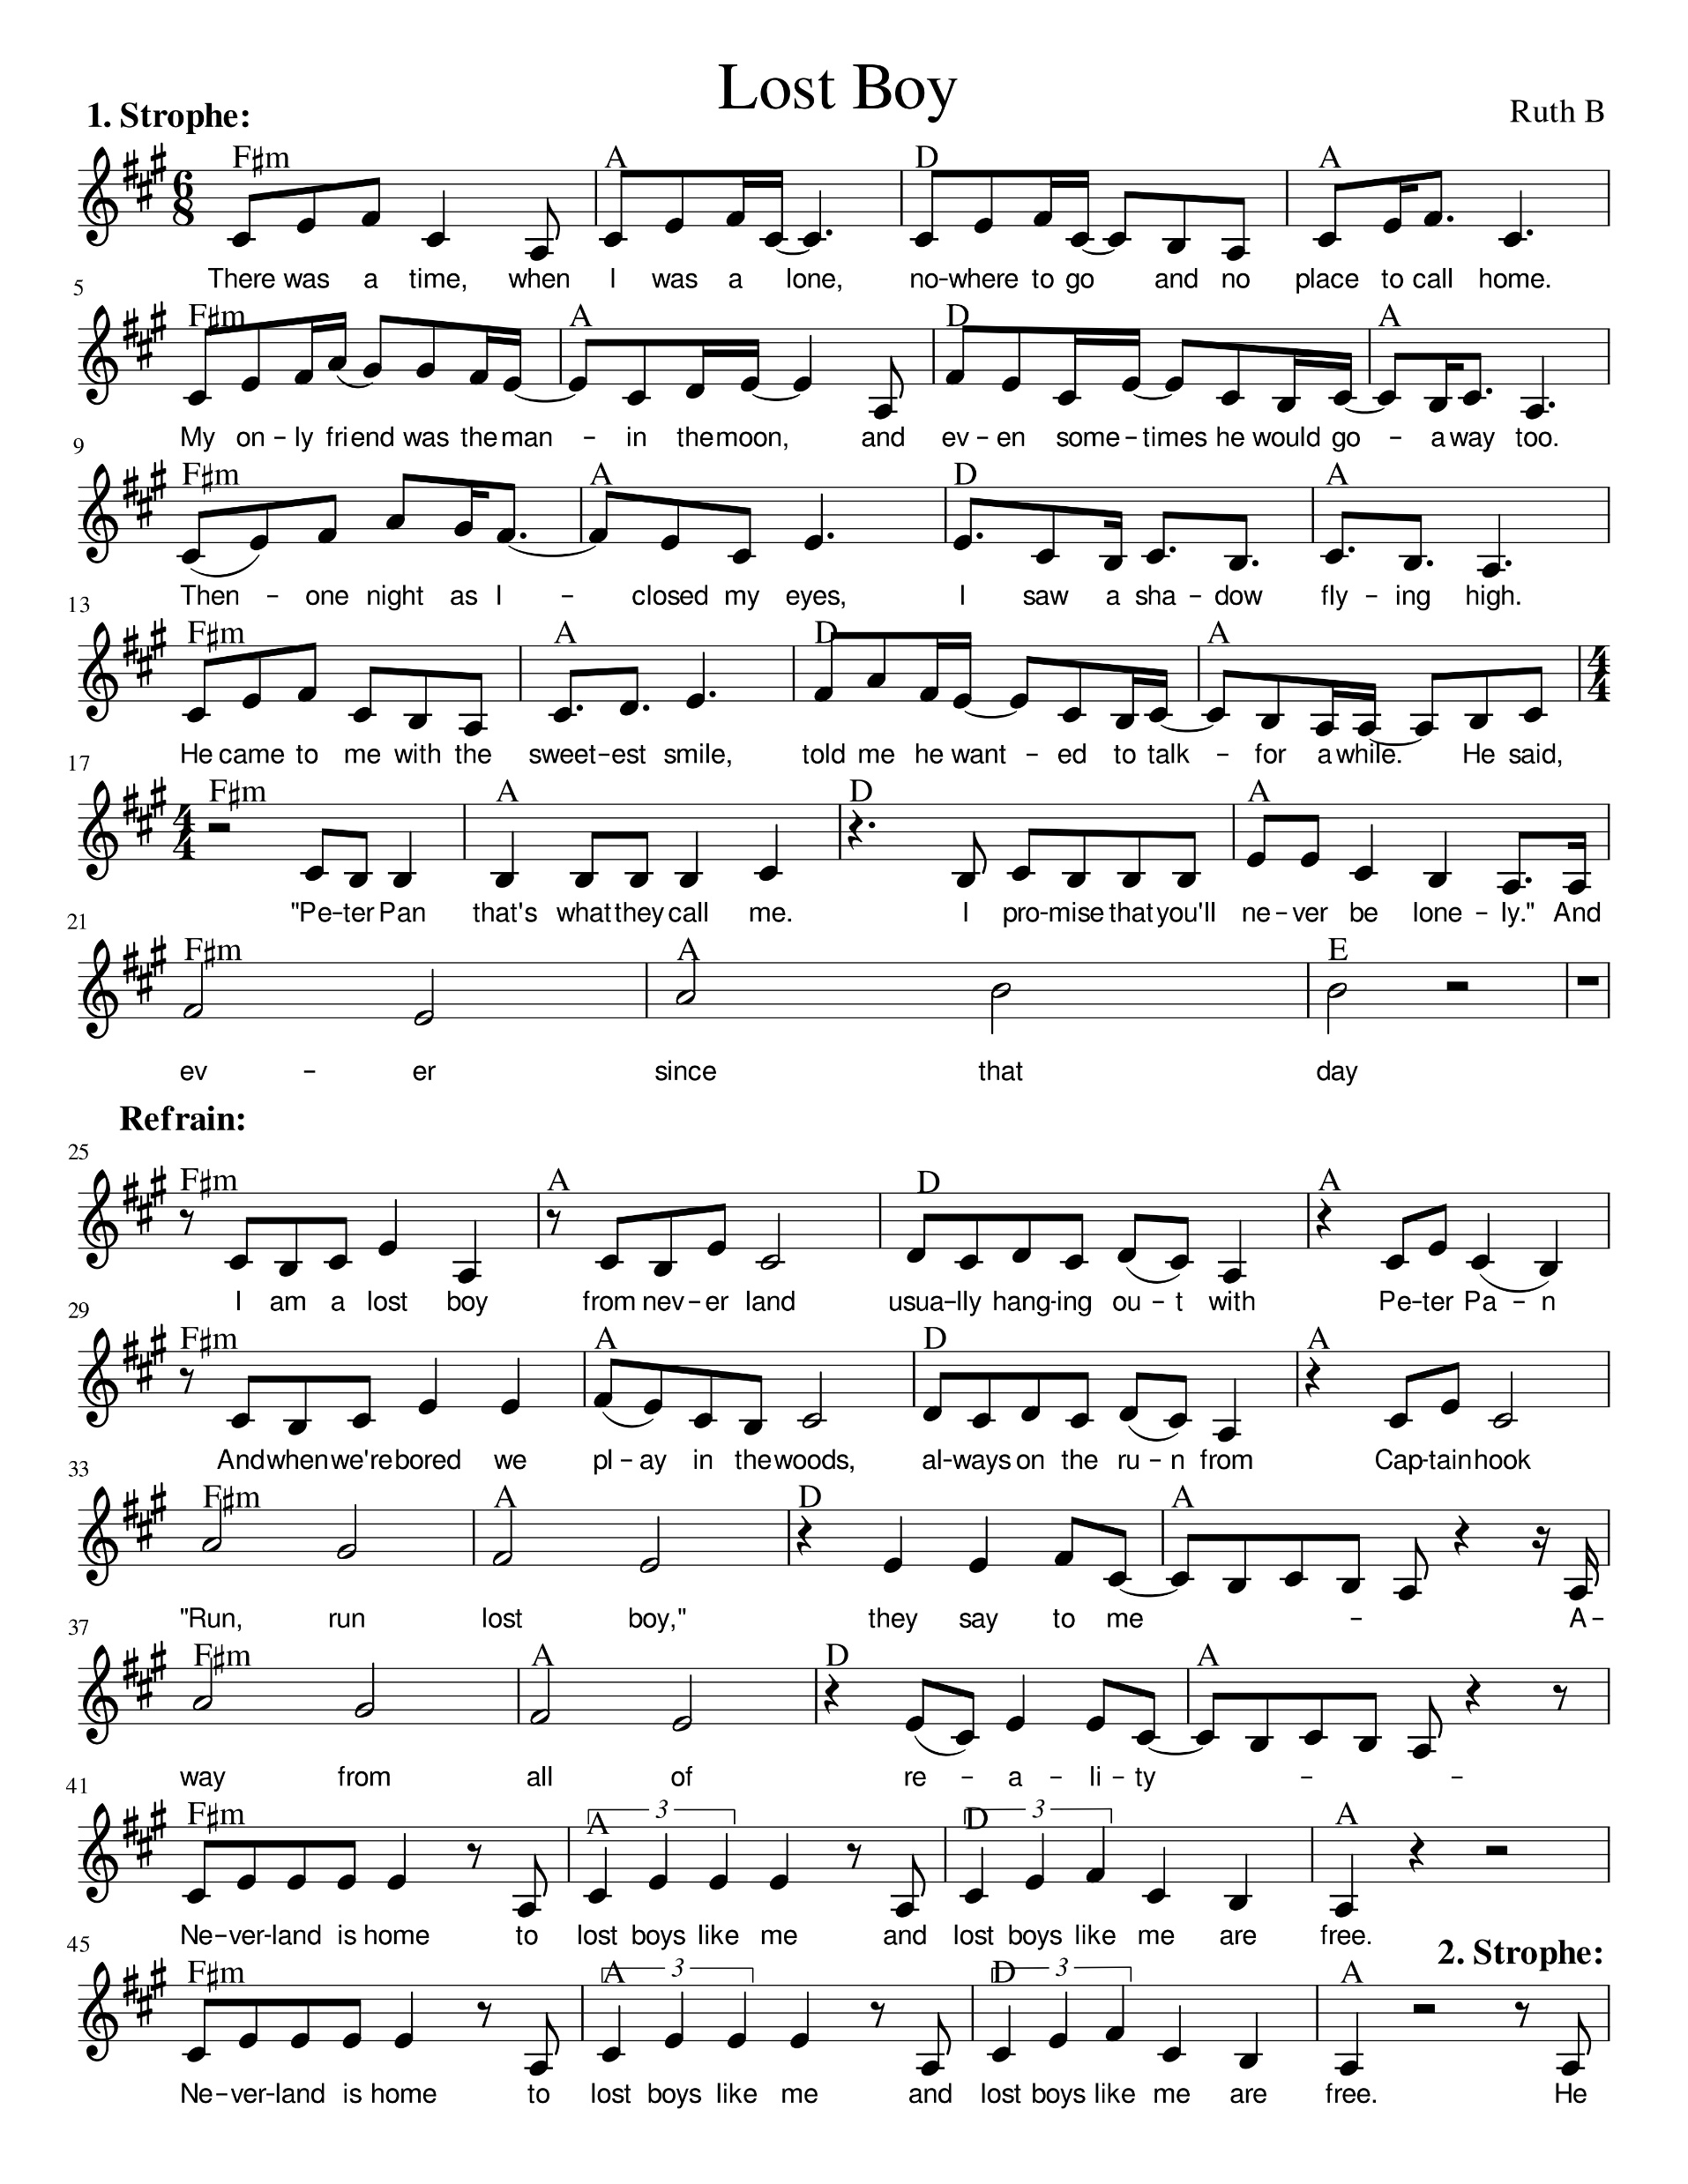 Lost Boy
1. Strophe:
Ruth B
F♯m A D A
6
8
There was a time, when I was a lone, no – where to go and no place to call home.
5
F♯m A D A
My on – ly friend was the man – in the moon, and ev – en some – times he would go – a way too.
9
F♯m A D A
Then – one night as I – closed my eyes, I saw a sha – dow fly – ing high.
13
F♯m A D A
4
4
He came to me with the sweet – est smile, told me he want – ed to talk – for a while. He said,
17
F♯m A D A
4
4
"Pe – ter Pan that's what they call me. I pro - mise that you'll ne – ver be lone – ly." And
21
F♯m A E
ev – er since that day
Refrain:
25
F♯m A D A
I am a lost boy from nev – er land usua – lly hang - ing ou – t with Pe – ter Pa – n
29
F♯m A D A
And when we're bored we pl – ay in the woods, al - ways on the ru – n from Cap - tain hook
33
F♯m A D A
"Run, run lost boy," they say to me – – A –
37
F♯m A D A
way from all of re – a – li – ty – – –
41
F♯m 3 A 3 D A
Ne – ver - land is home to lost boys like me and lost boys like me are free.
2. Strophe:
45
F♯m 3 A 3 D A
Ne – ver - land is home to lost boys like me and lost boys like me are free. He